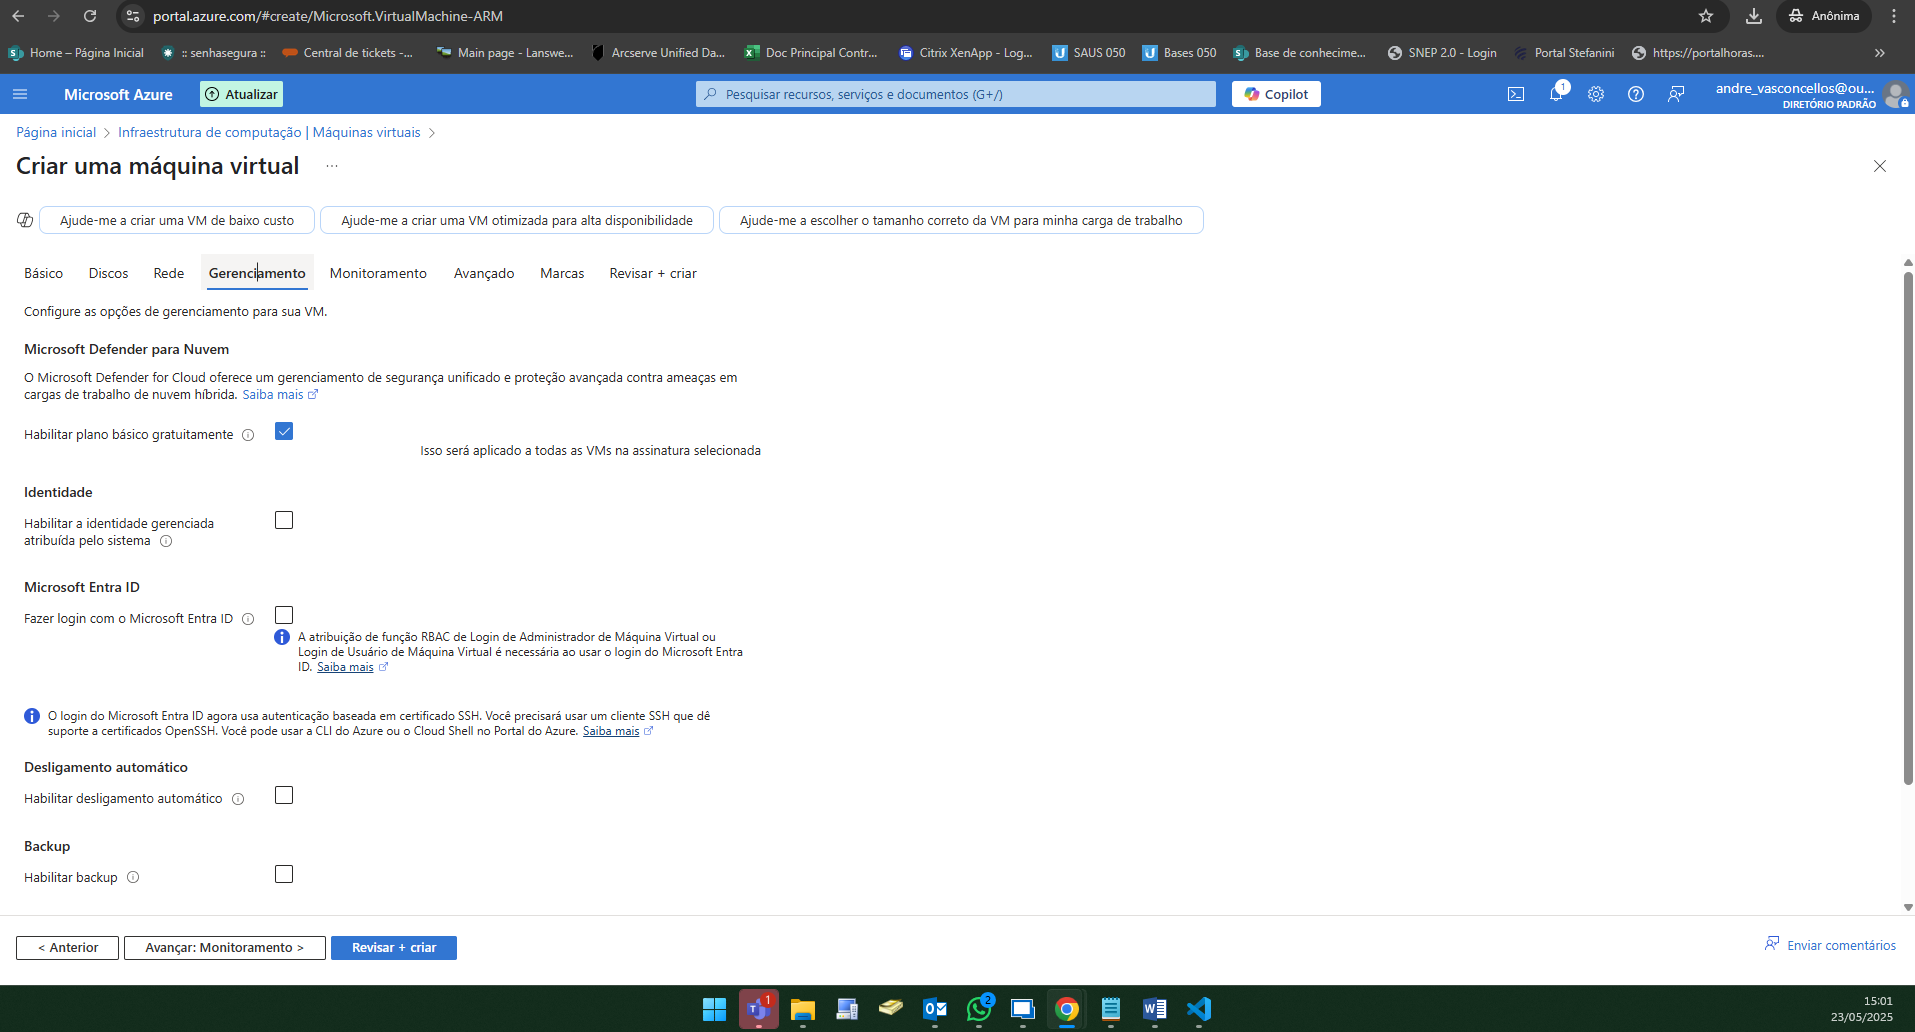 portal.azure.com/#create/Microsoft.VirtualMachine-ARM
Anônima
Home – Página Inicial
:: senhasegura ::
Central de tickets -...
Main page - Lanswe...
Arcserve Unified Da...
Doc Principal Contr...
Citrix XenApp - Log...
SAUS 050
Bases 050
Base de conhecime...
SNEP 2.0 - Login
Portal Stefanini
https://portalhoras....
Microsoft Azure
Atualizar
Pesquisar recursos, serviços e documentos (G+/)
Copilot
1
andre_vasconcellos@ou...
DIRETÓRIO PADRÃO
Página inicial > Infraestrutura de computação | Máquinas virtuais >
Criar uma máquina virtual ...
Ajude-me a criar uma VM de baixo custo
Ajude-me a criar uma VM otimizada para alta disponibilidade
Ajude-me a escolher o tamanho correto da VM para minha carga de trabalho
Básico
Discos
Rede
Gerenciamento
Monitoramento
Avançado
Marcas
Revisar + criar
Configure as opções de gerenciamento para sua VM.
Microsoft Defender para Nuvem
O Microsoft Defender for Cloud oferece um gerenciamento de segurança unificado e proteção avançada contra ameaças em
cargas de trabalho de nuvem híbrida. Saiba mais
Habilitar plano básico gratuitamente
Isso será aplicado a todas as VMs na assinatura selecionada
Identidade
Habilitar a identidade gerenciada
atribuída pelo sistema
Microsoft Entra ID
Fazer login com o Microsoft Entra ID
A atribuição de função RBAC de Login de Administrador de Máquina Virtual ou
Login de Usuário de Máquina Virtual é necessária ao usar o login do Microsoft Entra
ID. Saiba mais
O login do Microsoft Entra ID agora usa autenticação baseada em certificado SSH. Você precisará usar um cliente SSH que dê
suporte a certificados OpenSSH. Você pode usar a CLI do Azure ou o Cloud Shell no Portal do Azure. Saiba mais
Desligamento automático
Habilitar desligamento automático
Backup
Habilitar backup
< Anterior
Avançar: Monitoramento >
Revisar + criar
Enviar comentários
1
2
15:01
23/05/2025